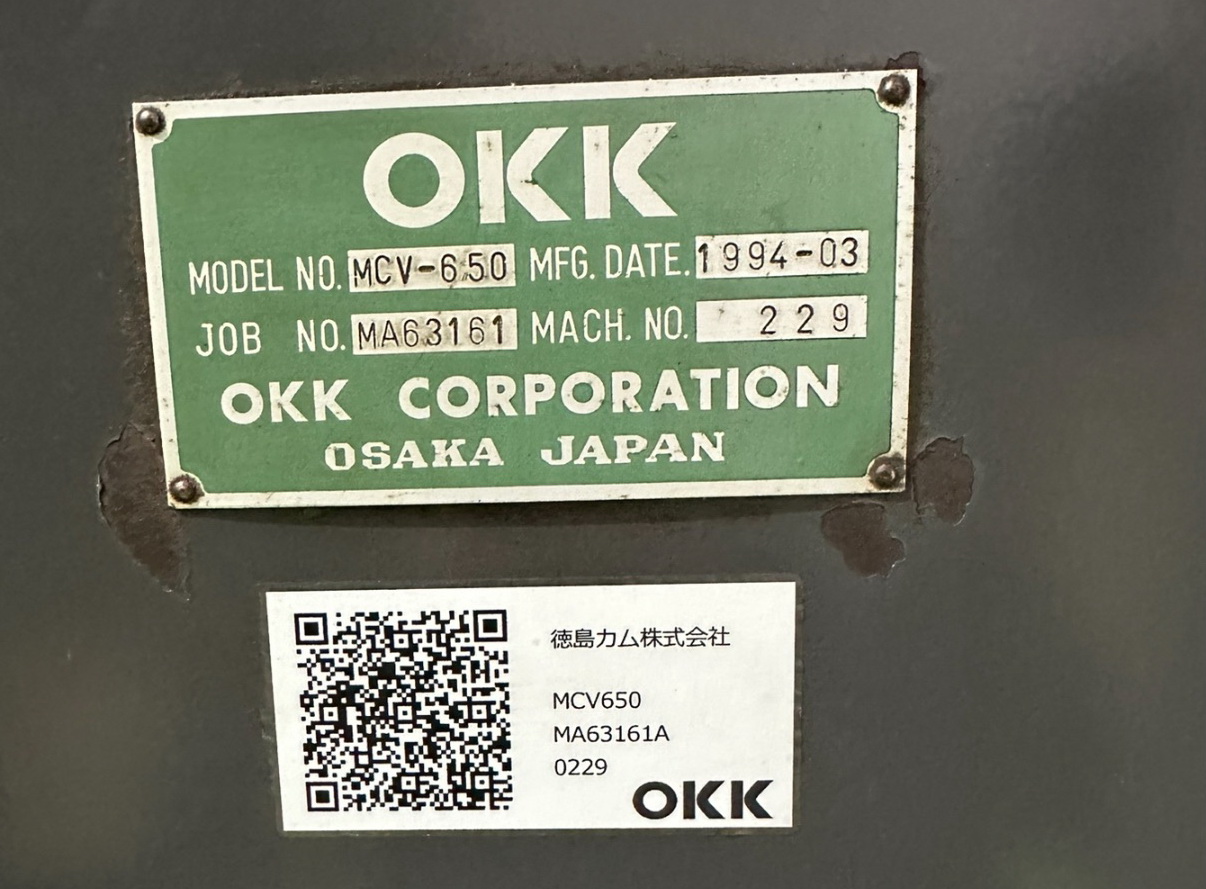 OKK
MODEL NO. MCV-650 MFG. DATE. 1994-03
JOB NO. MA63161 MACH. NO. 229
OKK CORPORATION
OSAKA JAPAN
徳島カム株式会社
MCV650
MA63161A
0229
OKK